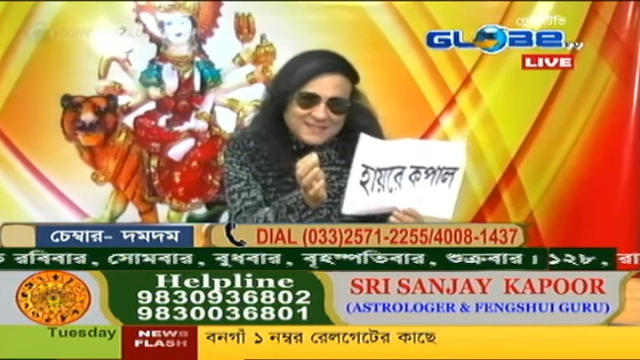 GLOBE TV
LIVE
হায়রে কপাল
চেম্বার- দমদম
DIAL (033)2571-2255/4008-1437
রবিবার, সোমবার, বুধবার, বৃহস্পতিবার, শুক্রবার । ১২৮, রা
Helpline
9830936802
9830036801
SRI SANJAY KAPOOR
(ASTROLOGER & FENGSHUI GURU)
Tuesday
NEWS FLASH
বনগাঁ ১ নম্বর রেলগেটের কাছে